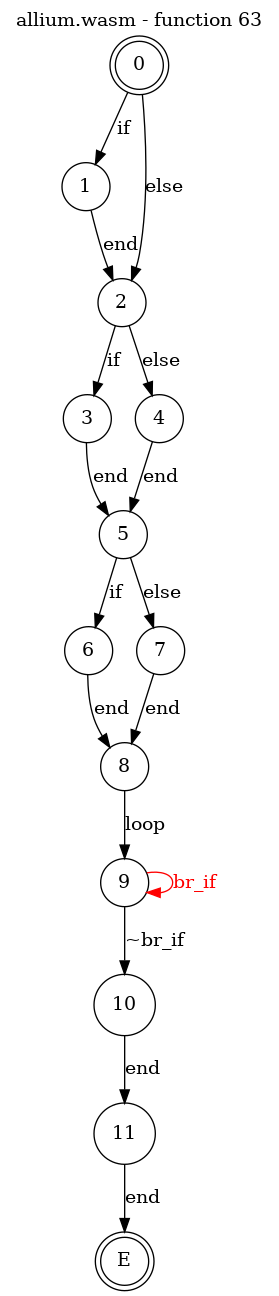 allium.wasm - function 63
0
if
1
else
end
2
if
else
3
4
end
end
5
if
else
6
7
end
end
8
loop
9
br_if
~br_if
10
end
11
end
E